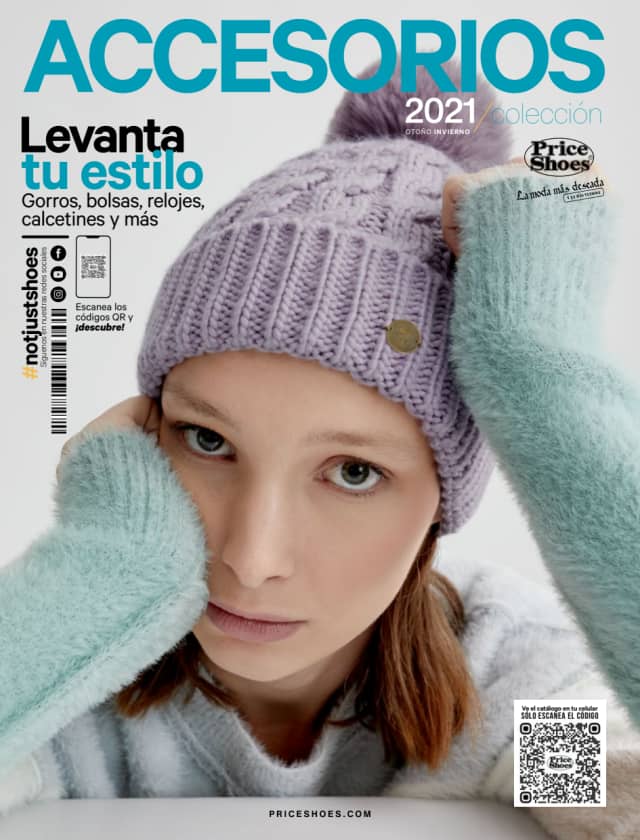 ACCESORIOS
2021/colección
OTOÑO INVIERNO
Levanta
tu estilo
Gorros, bolsas, relojes,
calcetines y más
Price
Shoes
La moda más deseada
#notjustshoes
Síguenos en nuestras redes sociales
Escanea los
códigos QR y
¡descubre!
Ve el catálogo en tu celular
SÓLO ESCANEA EL CÓDIGO
Price
Shoes
PRICESHOES.COM